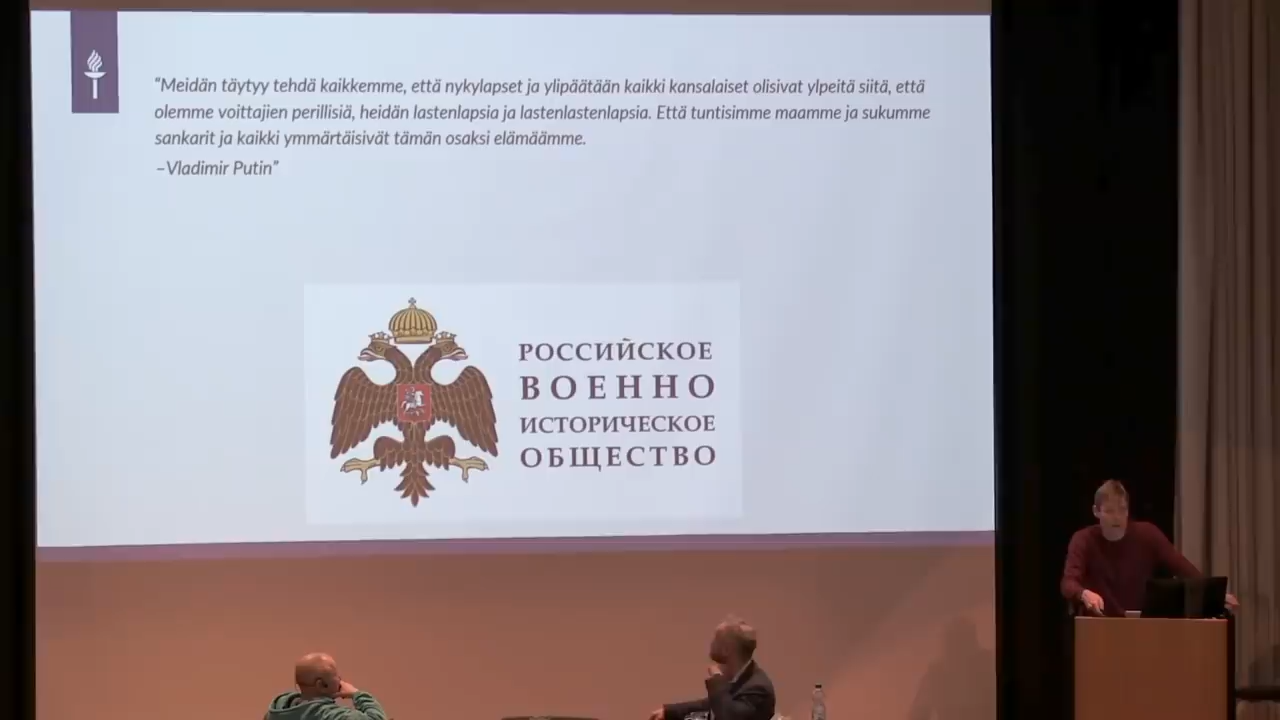 “Meidän täytyy tehdä kaikkemme, että nykylapset ja ylipäätään kaikki kansalaiset olisivat ylpeitä siitä, että
olemme voittajien perillisiä, heidän lastenlapsia ja lastenlastenlapsia. Että tuntisimme maamme ja sukumme
sankarit ja kaikki ymmärtäisivät tämän osaksi elämäämme.
–Vladimir Putin”
РОССИЙСКОЕ
ВОЕННО
ИСТОРИЧЕСКОЕ
ОБЩЕСТВО